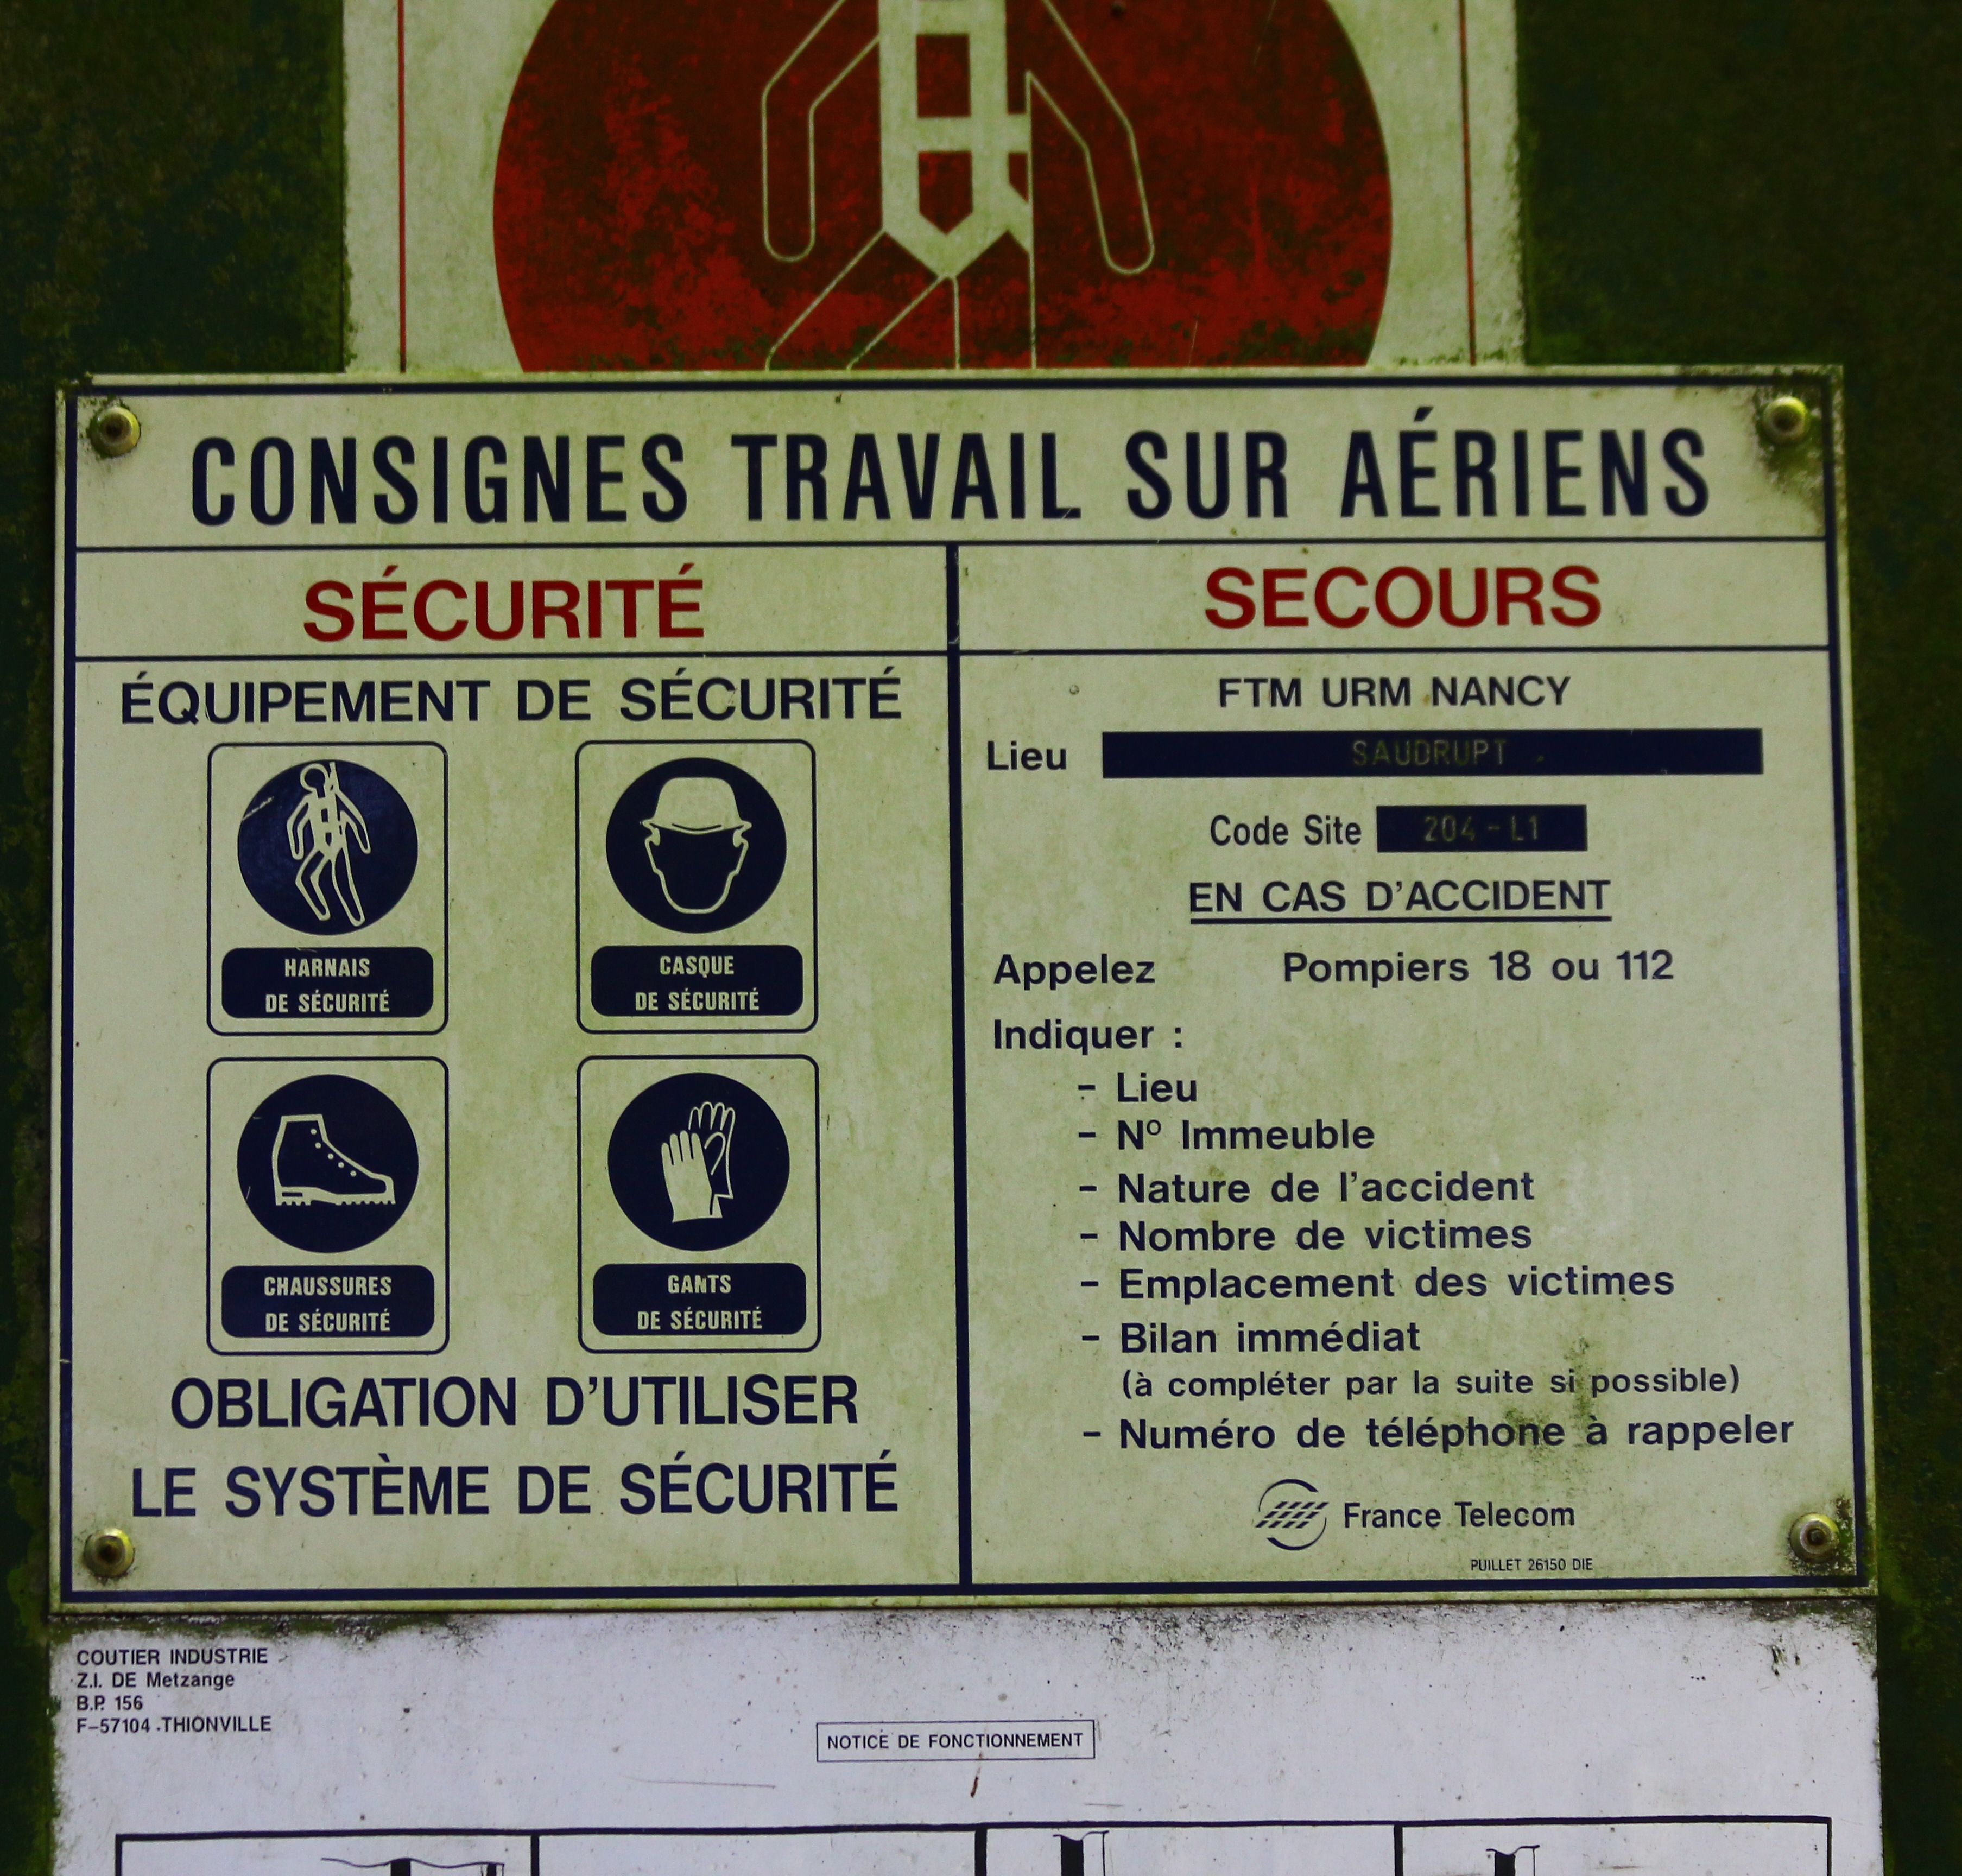 CONSIGNES TRAVAIL SUR AÉRIENS
SÉCURITÉ
ÉQUIPEMENT DE SÉCURITÉ
HARNAIS
DE SÉCURITÉ
CASQUE
DE SÉCURITÉ
CHAUSSURES
DE SÉCURITÉ
GANTS
DE SÉCURITÉ
OBLIGATION D'UTILISER
LE SYSTÈME DE SÉCURITÉ
SECOURS
FTM URM NANCY
Lieu SAUDRUPT
Code Site 204-L1
EN CAS D'ACCIDENT
Appelez Pompiers 18 ou 112
Indiquer :
- Lieu
- Nº Immeuble
- Nature de l'accident
- Nombre de victimes
- Emplacement des victimes
- Bilan immédiat
(à compléter par la suite si possible)
- Numéro de téléphone à rappeler
France Telecom
PUILLET 26150 DIE
COUTIER INDUSTRIE
Z.I. DE Metzange
B.P. 156
F-57104 THIONVILLE
NOTICE DE FONCTIONNEMENT